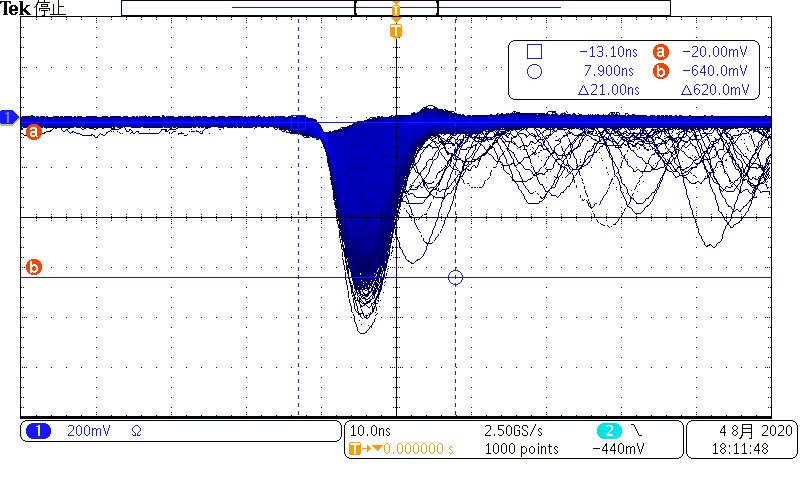 Tek 停止
T
T
-13.10ns a -20.00mV
7.900ns b -640.0mV
Δ21.00ns Δ620.0mV
1
a
b
1 200mV Ω
10.0ns 2.50GS/s 2 \
T→▼0.000000 s 1000 points -440mV
4 8月 2020
18:11:48